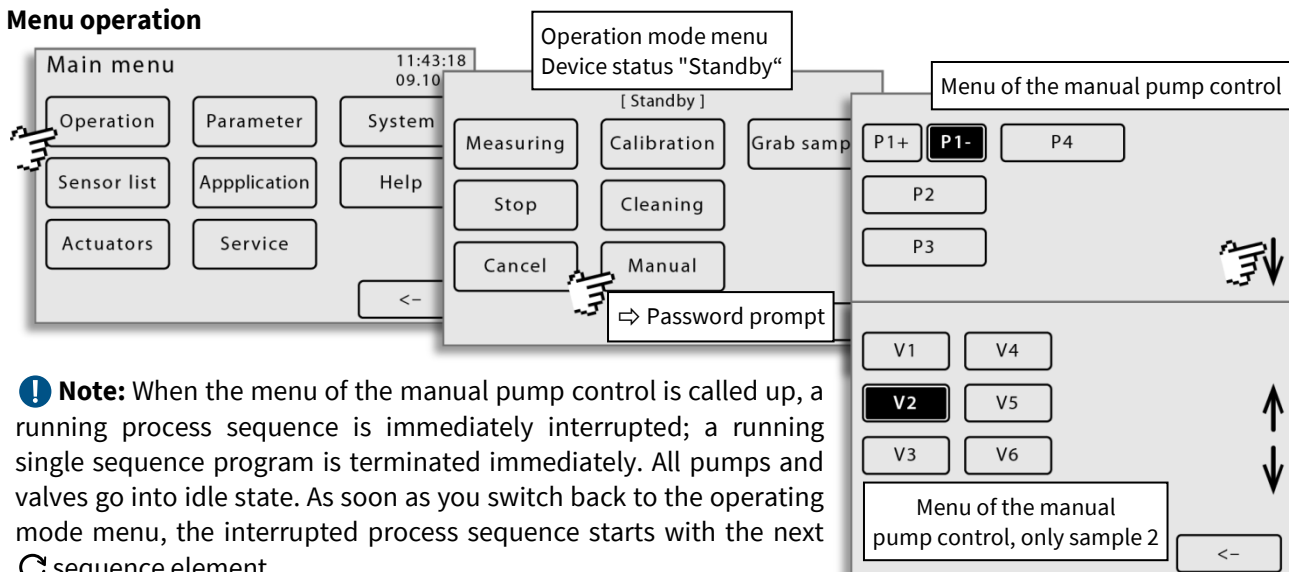 Menu operation
Main menu
11:43:18
09.10
Operation
Parameter
System
Sensor list
Appplication
Help
Actuators
Service
<-
Operation mode menu
Device status "Standby“
[ Standby ]
Measuring
Calibration
Grab samp
Stop
Cleaning
Cancel
Manual
⇨ Password prompt
Menu of the manual pump control
P1+
P1-
P4
P2
P3
V1
V4
V2
V5
V3
V6
Menu of the manual
pump control, only sample 2
<-
Note: When the menu of the manual pump control is called up, a
running process sequence is immediately interrupted; a running
single sequence program is terminated immediately. All pumps and
valves go into idle state. As soon as you switch back to the operating
mode menu, the interrupted process sequence starts with the next
sequence element